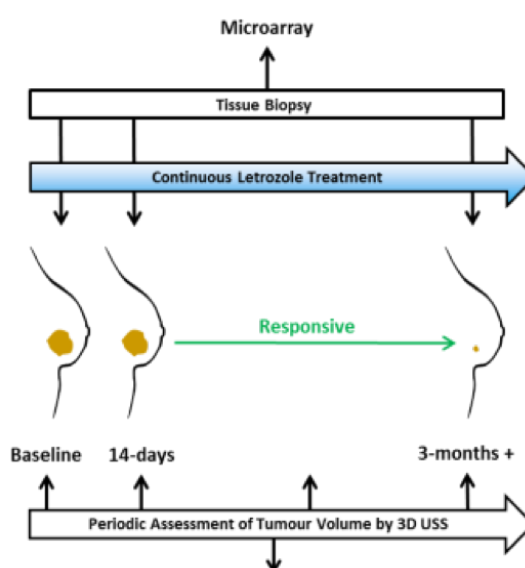 Microarray
Tissue Biopsy
Continuous Letrozole Treatment
Responsive
Baseline 14-days 3-months +
Periodic Assessment of Tumour Volume by 3D USS